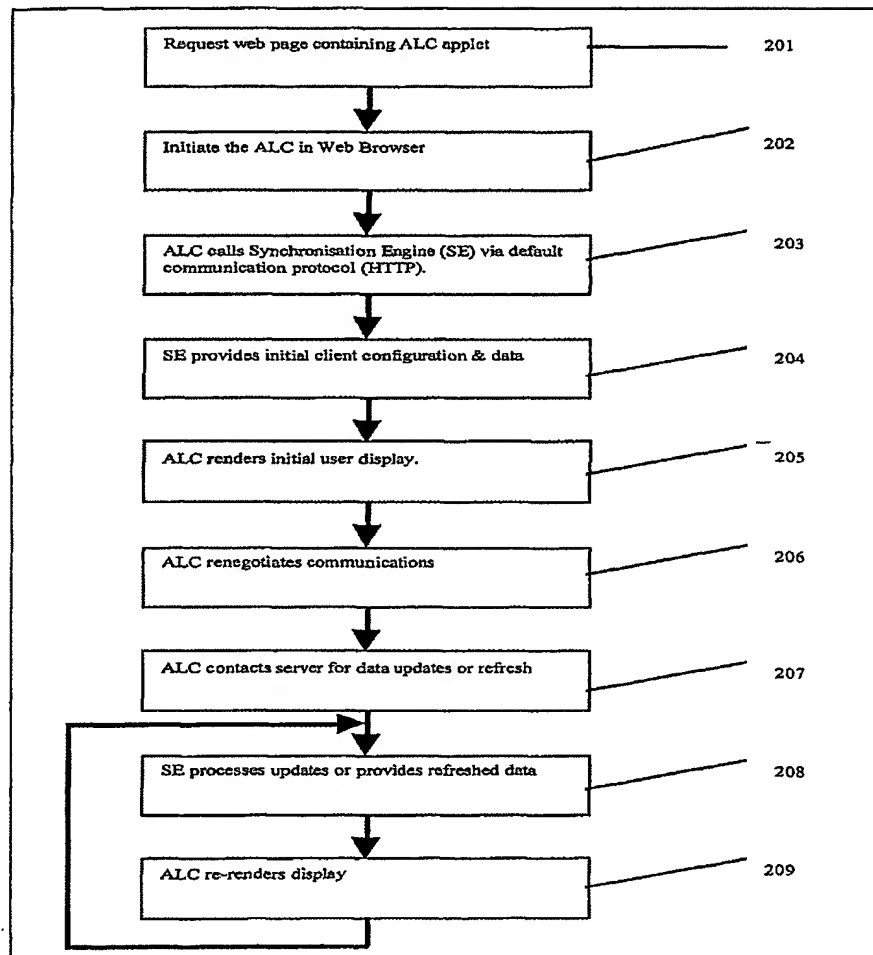 Request web page containing ALC applet
201
Initiate the ALC in Web Browser
202
ALC calls Synchronisation Engine (SE) via default
communication protocol (HTTP).
203
SE provides initial client configuration & data
204
ALC renders initial user display.
205
ALC renegotiates communications
206
ALC contacts server for data updates or refresh
207
SE processes updates or provides refreshed data
208
ALC re-renders display
209